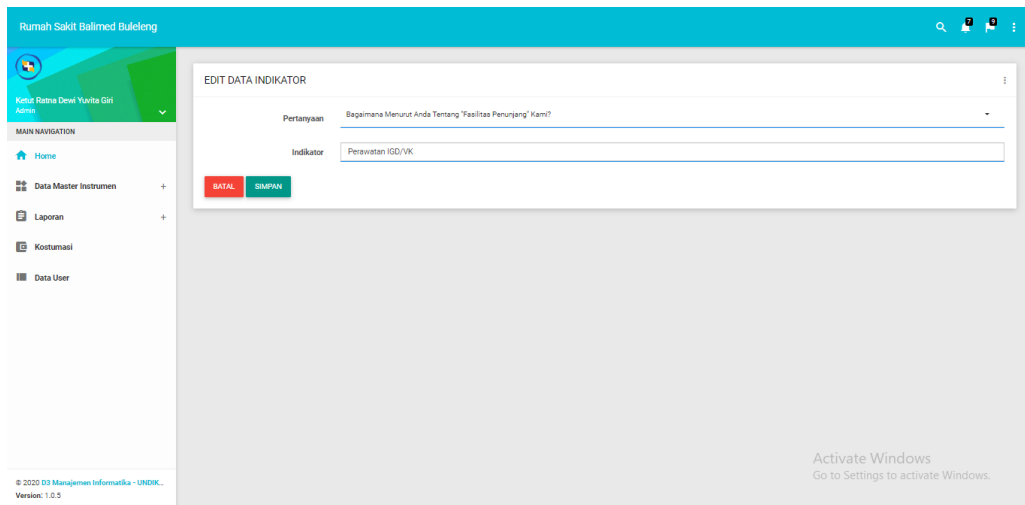 Rumah Sakit Balimed Buleleng
7
9
Ketut Ratna Dewi Yuvita Giri
Admin
MAIN NAVIGATION
Home
Data Master Instrumen +
Laporan +
Kostumasi
Data User
© 2020 D3 Manajemen Informatika - UNDIK...
Version: 1.0.5
EDIT DATA INDIKATOR
Pertanyaan Bagaimana Menurut Anda Tentang "Fasilitas Penunjang" Kami?
Indikator Perawatan IGD/VK
BATAL SIMPAN
Activate Windows
Go to Settings to activate Windows.